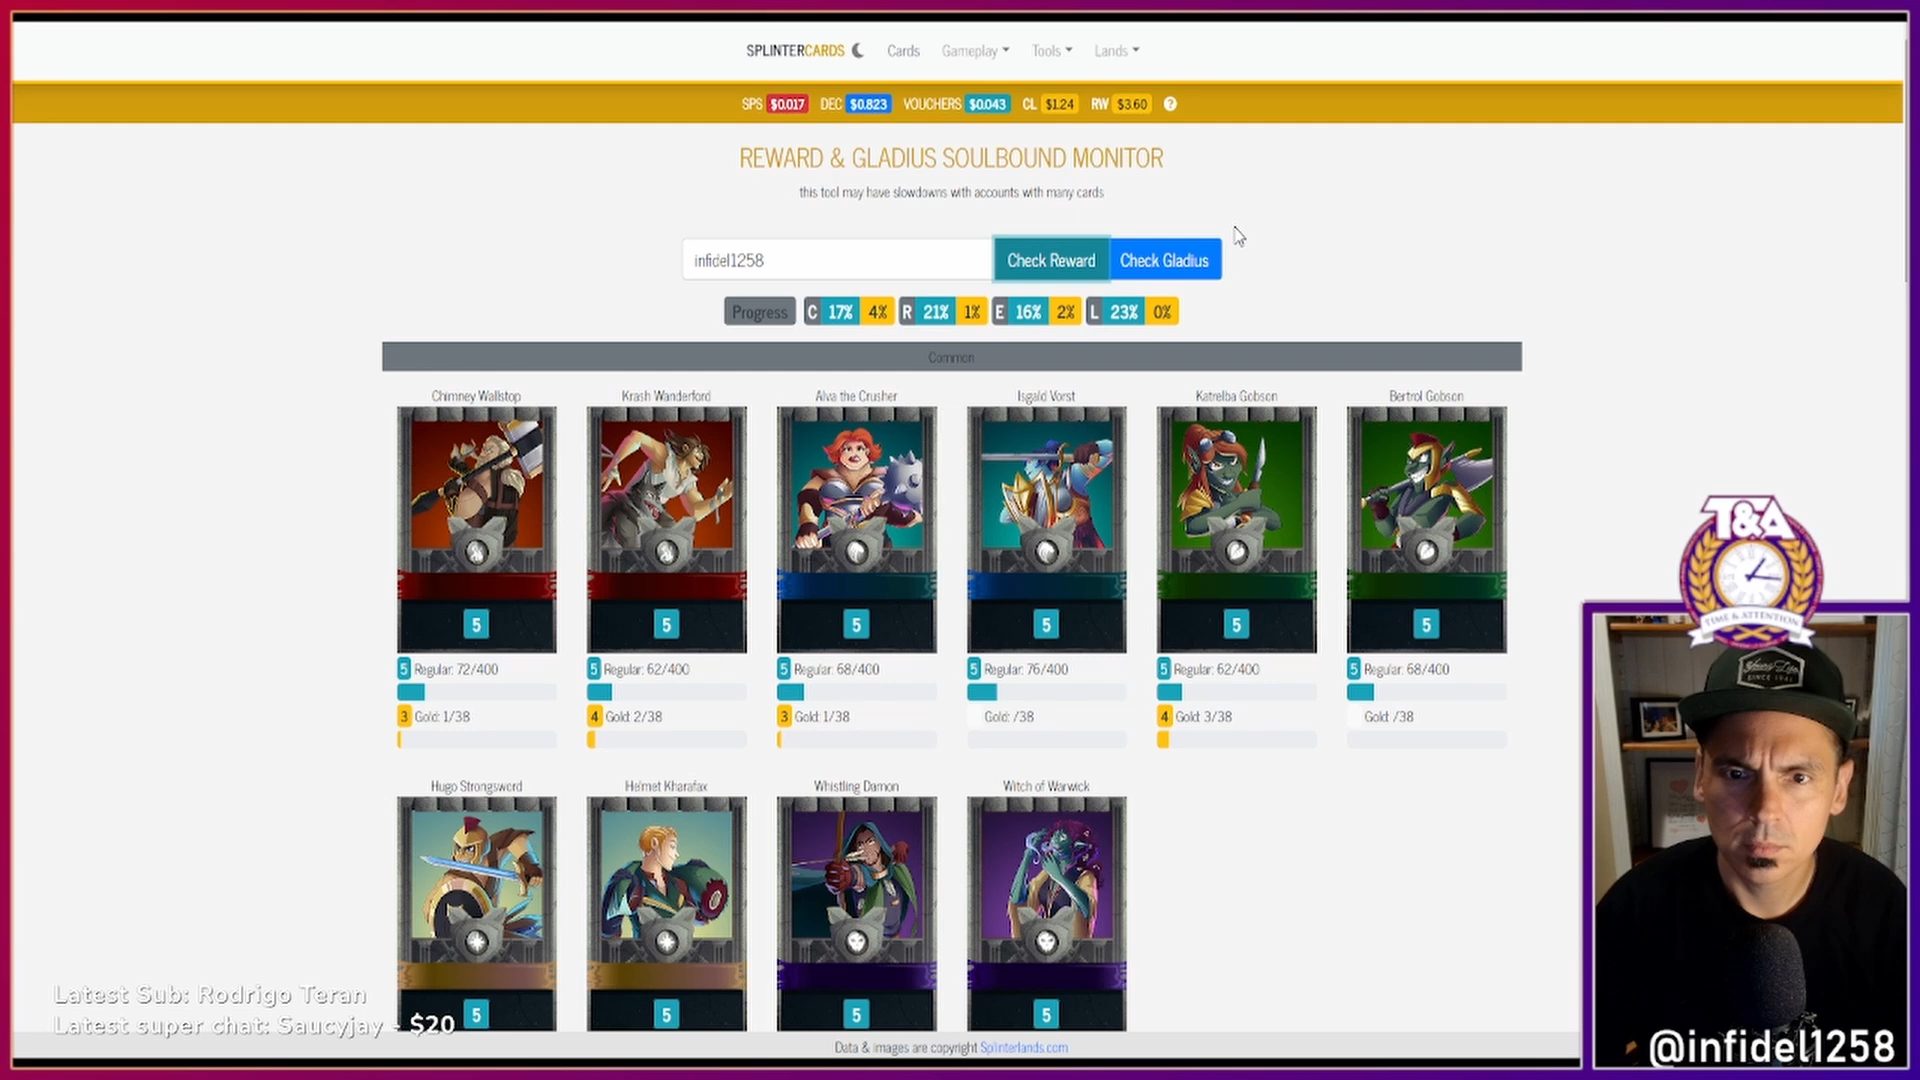 SPLINTERCARDS Cards Gameplay Tools Lands
SPS $0.017 DEC $0.823 VOUCHERS $0.043 CL $1.24 RW $3.60 ?
REWARD & GLADIUS SOULBOUND MONITOR
this tool may have slowdowns with accounts with many cards
infidel1258 Check Reward Check Gladius
Progress C 17% 4% R 21% 1% E 16% 2% L 23% 0%
Common
Chimney Wallstop Krash Wanderford Alva the Crusher Isgald Vorst Katrelba Gobson Bertrol Gobson
5 5 5 5 5 5
5 Regular: 72/400 5 Regular: 62/400 5 Regular: 68/400 5 Regular: 76/400 5 Regular: 62/400 5 Regular: 68/400
3 Gold: 1/38 4 Gold: 2/38 3 Gold: 1/38 Gold: /38 4 Gold: 3/38 Gold: /38
Hugo Strongsword Helmet Kharafax Whistling Damon Witch of Warwick
5 5 5 5
Data & images are copyright Splinterlands.com
Latest Sub: Rodrigo Teran
Latest super chat: Saucyjay - $20
T&A
TIME & ATTENTION
Young Life
SINCE 1941
@infidel1258